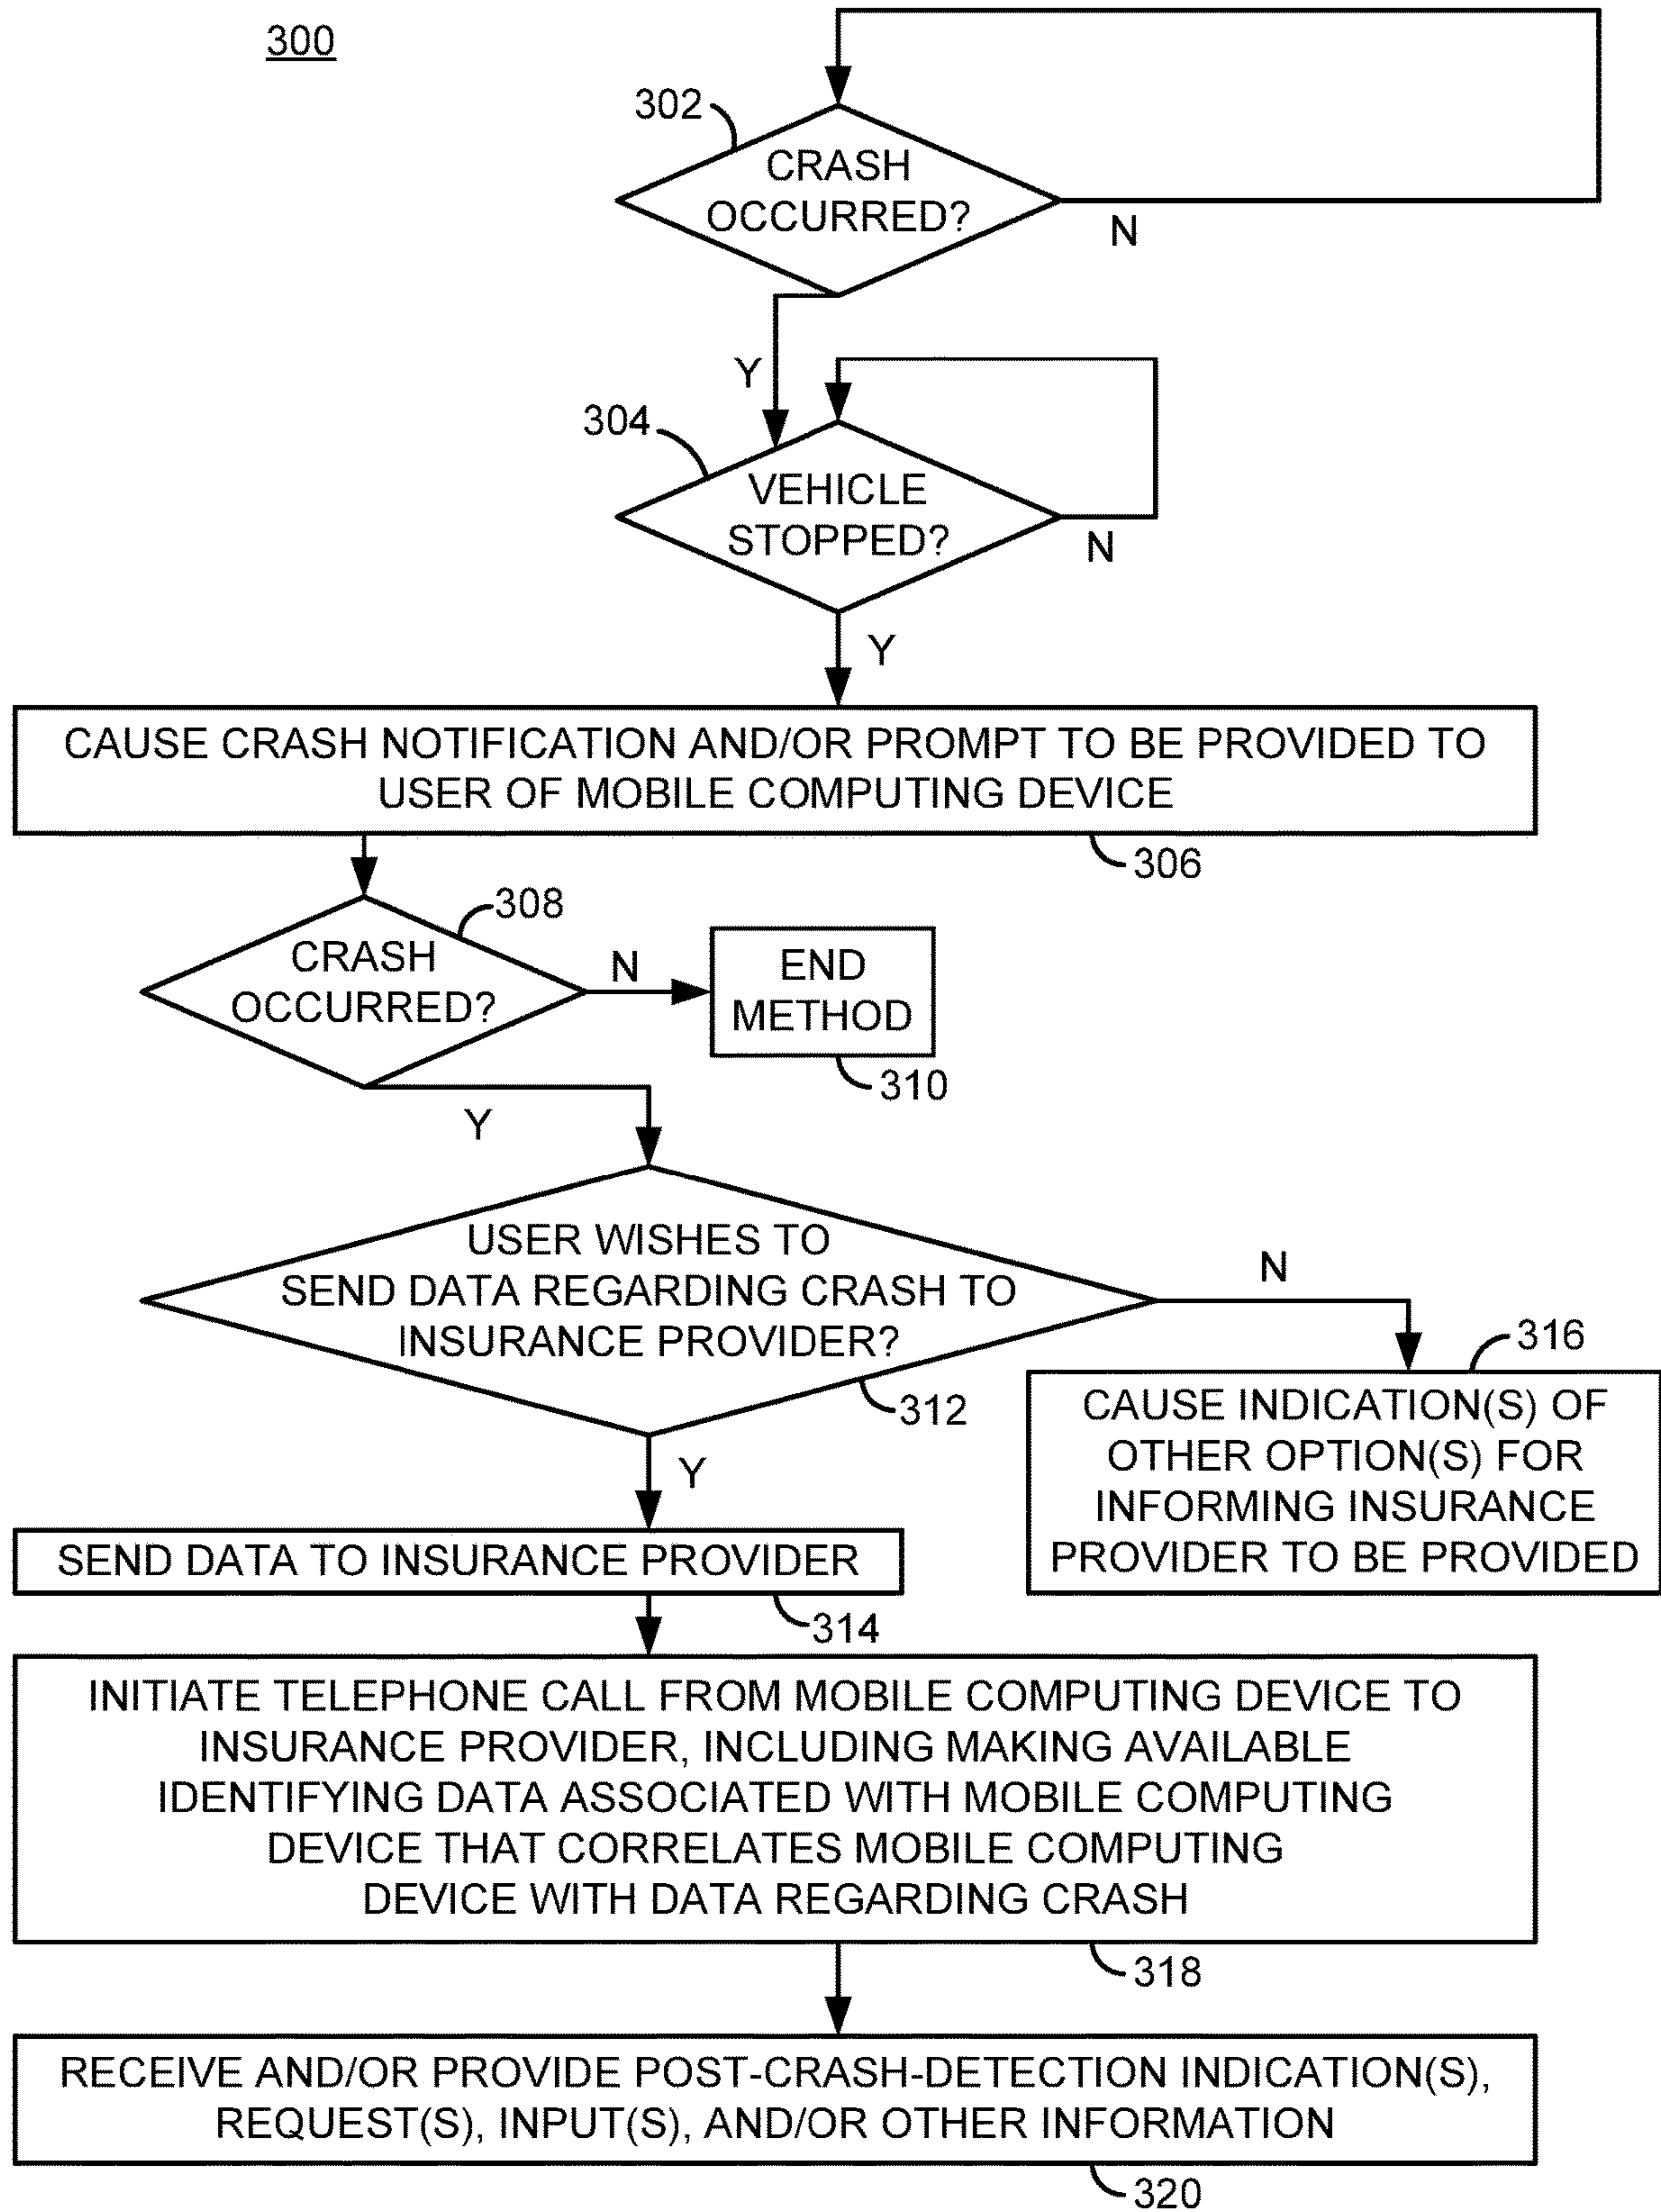 300
302
CRASH
OCCURRED?
N
Y
304
VEHICLE
STOPPED?
N
Y
CAUSE CRASH NOTIFICATION AND/OR PROMPT TO BE PROVIDED TO
USER OF MOBILE COMPUTING DEVICE
306
308
CRASH
OCCURRED?
N
END
METHOD
310
Y
USER WISHES TO
SEND DATA REGARDING CRASH TO
INSURANCE PROVIDER?
N
312
316
CAUSE INDICATION(S) OF
OTHER OPTION(S) FOR
INFORMING INSURANCE
PROVIDER TO BE PROVIDED
Y
SEND DATA TO INSURANCE PROVIDER
314
INITIATE TELEPHONE CALL FROM MOBILE COMPUTING DEVICE TO
INSURANCE PROVIDER, INCLUDING MAKING AVAILABLE
IDENTIFYING DATA ASSOCIATED WITH MOBILE COMPUTING
DEVICE THAT CORRELATES MOBILE COMPUTING
DEVICE WITH DATA REGARDING CRASH
318
RECEIVE AND/OR PROVIDE POST-CRASH-DETECTION INDICATION(S),
REQUEST(S), INPUT(S), AND/OR OTHER INFORMATION
320